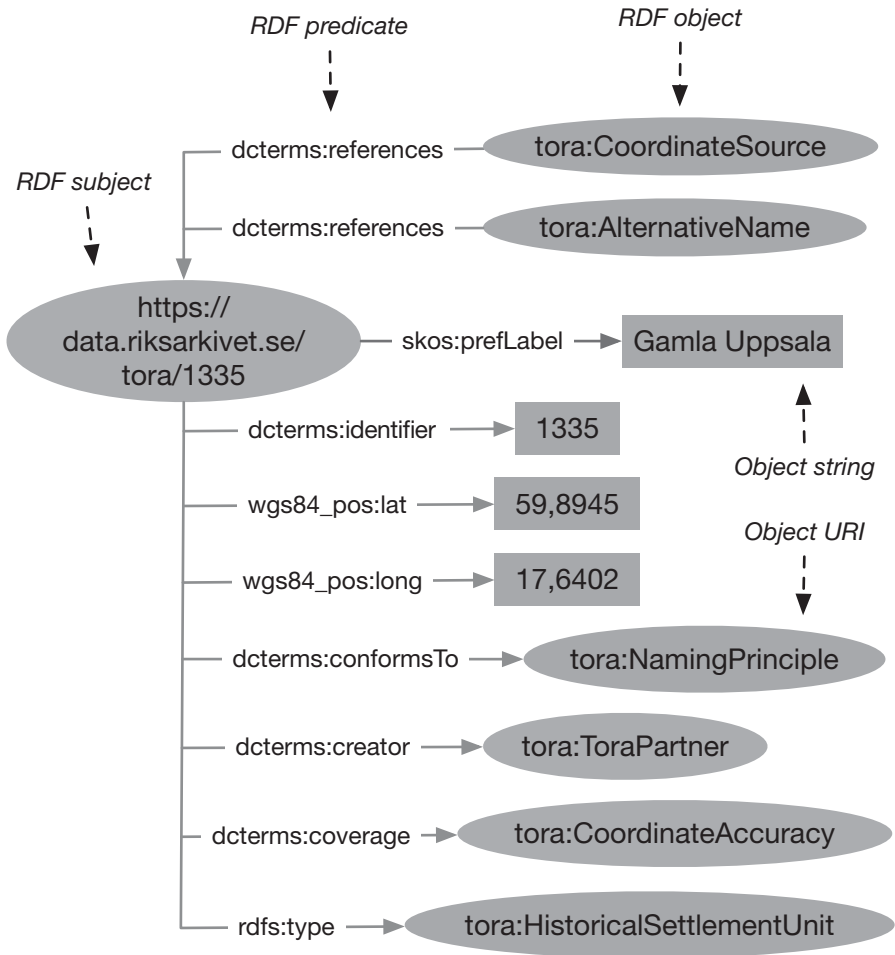 RDF predicate
RDF object
dcterms:references
tora:CoordinateSource
RDF subject
dcterms:references
tora:AlternativeName
https://
data.riksarkivet.se/
tora/1335
skos:prefLabel
Gamla Uppsala
dcterms:identifier
1335
Object string
wgs84_pos:lat
59,8945
Object URI
wgs84_pos:long
17,6402
dcterms:conformsTo
tora:NamingPrinciple
dcterms:creator
tora:ToraPartner
dcterms:coverage
tora:CoordinateAccuracy
rdfs:type
tora:HistoricalSettlementUnit